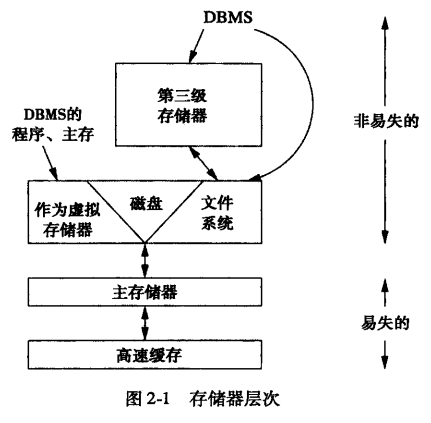 DBMS
第三级
存储器
DBMS的
程序、主存
非易失的
作为虚拟
存储器
磁盘
文件
系统
主存储器
易失的
高速缓存
图 2-1 存储器层次